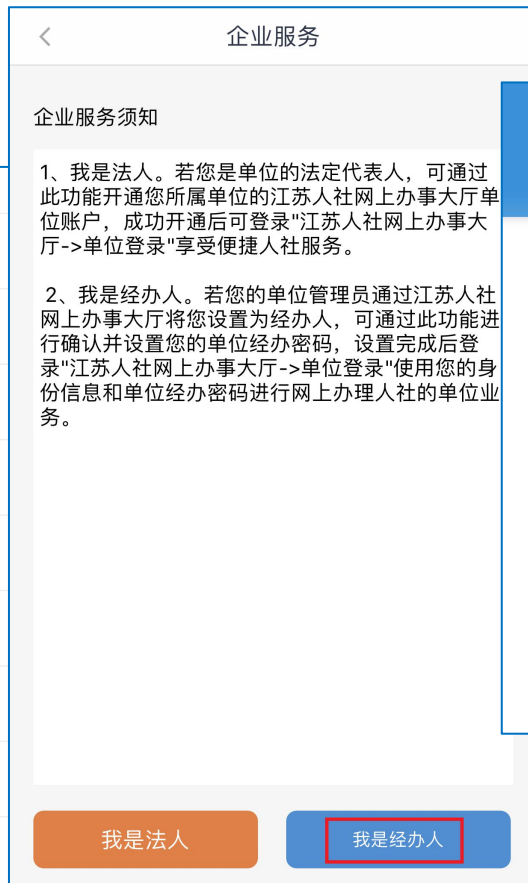 企业服务
企业服务须知
1、我是法人。若您是单位的法定代表人，可通过
此功能开通您所属单位的江苏人社网上办事大厅单
位账户，成功开通后可登录"江苏人社网上办事大
厅->单位登录"享受便捷人社服务。
2、我是经办人。若您的单位管理员通过江苏人社
网上办事大厅将您设置为经办人，可通过此功能进
行确认并设置您的单位经办密码，设置完成后登
录"江苏人社网上办事大厅->单位登录"使用您的身
份信息和单位经办密码进行网上办理人社的单位业
务。
我是法人
我是经办人